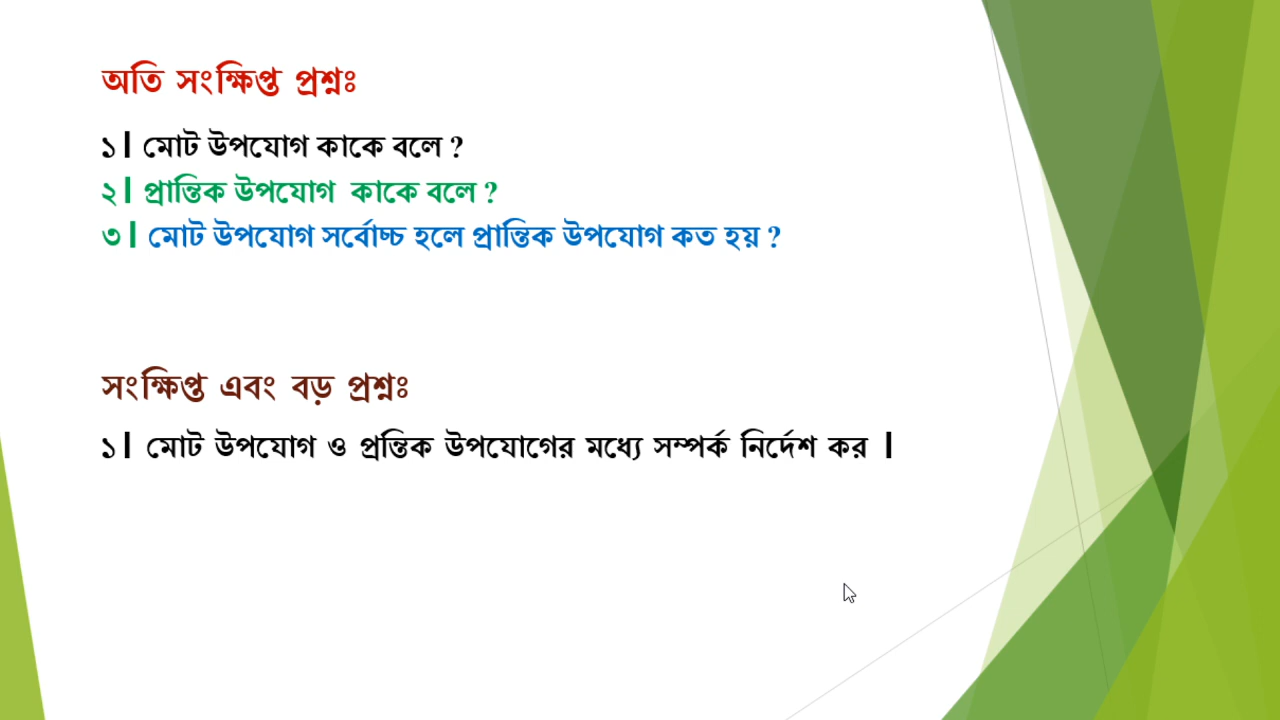 অতি সংক্ষিপ্ত প্রশ্নঃ
১। মোট উপযোগ কাকে বলে ?
২। প্রান্তিক উপযোগ কাকে বলে ?
৩। মোট উপযোগ সর্বোচ্চ হলে প্রান্তিক উপযোগ কত হয় ?
সংক্ষিপ্ত এবং বড় প্রশ্নঃ
১। মোট উপযোগ ও প্রন্তিক উপযোগের মধ্যে সম্পর্ক নির্দেশ কর ।